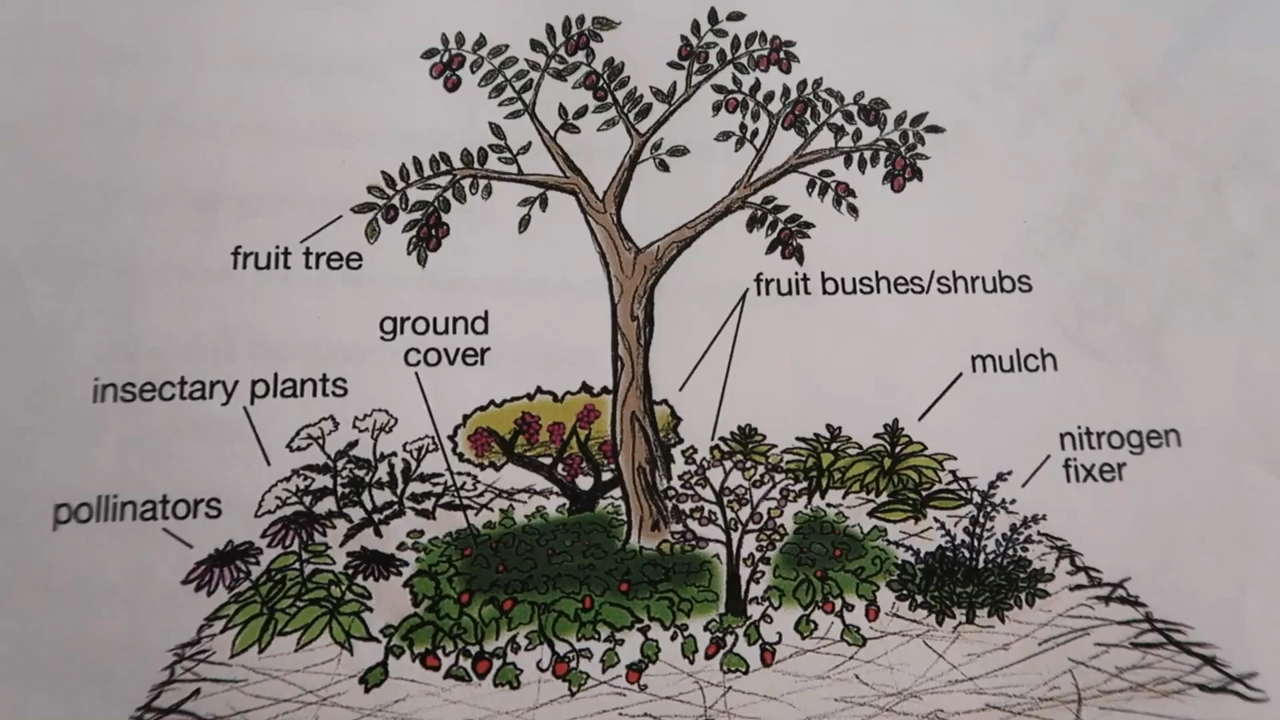 fruit tree
fruit bushes/shrubs
ground
cover
mulch
insectary plants
nitrogen
fixer
pollinators